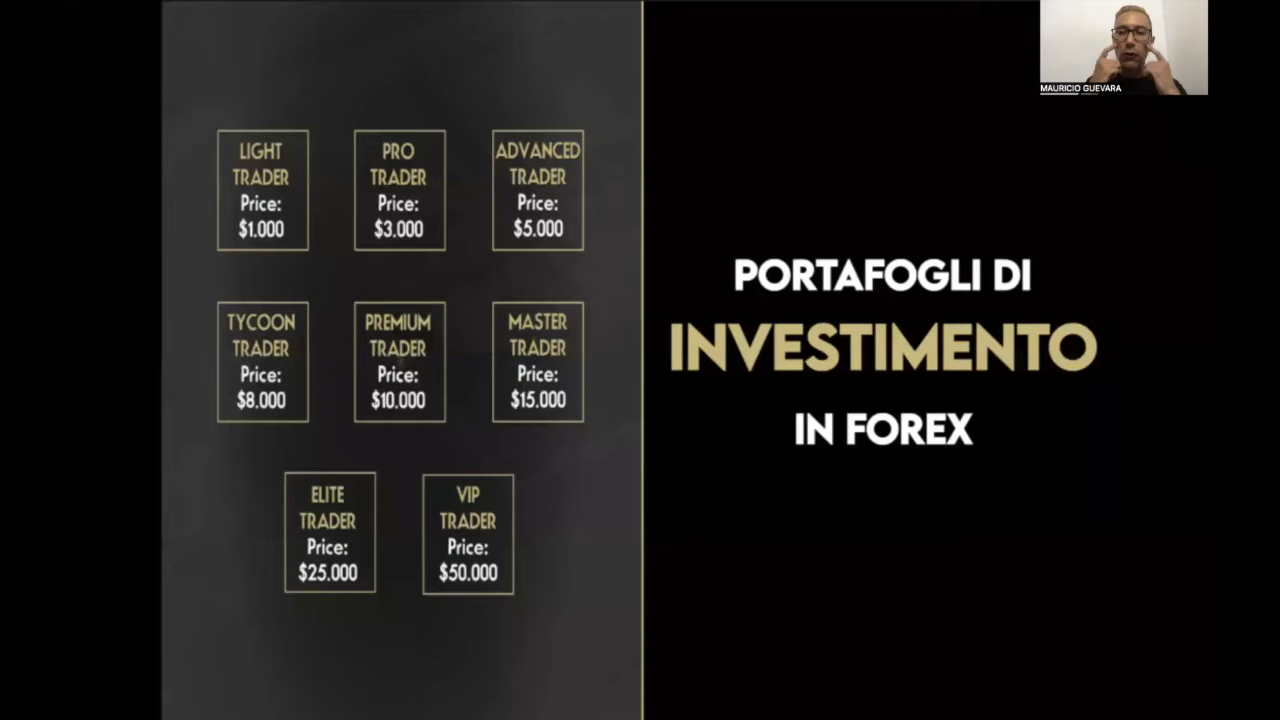 MAURICIO GUEVARA
LIGHT
TRADER
Price:
$1.000
PRO
TRADER
Price:
$3.000
ADVANCED
TRADER
Price:
$5.000
TYCOON
TRADER
Price:
$8.000
PREMIUM
TRADER
Price:
$10.000
MASTER
TRADER
Price:
$15.000
ELITE
TRADER
Price:
$25.000
VIP
TRADER
Price:
$50.000
PORTAFOGLI DI
INVESTIMENTO
IN FOREX